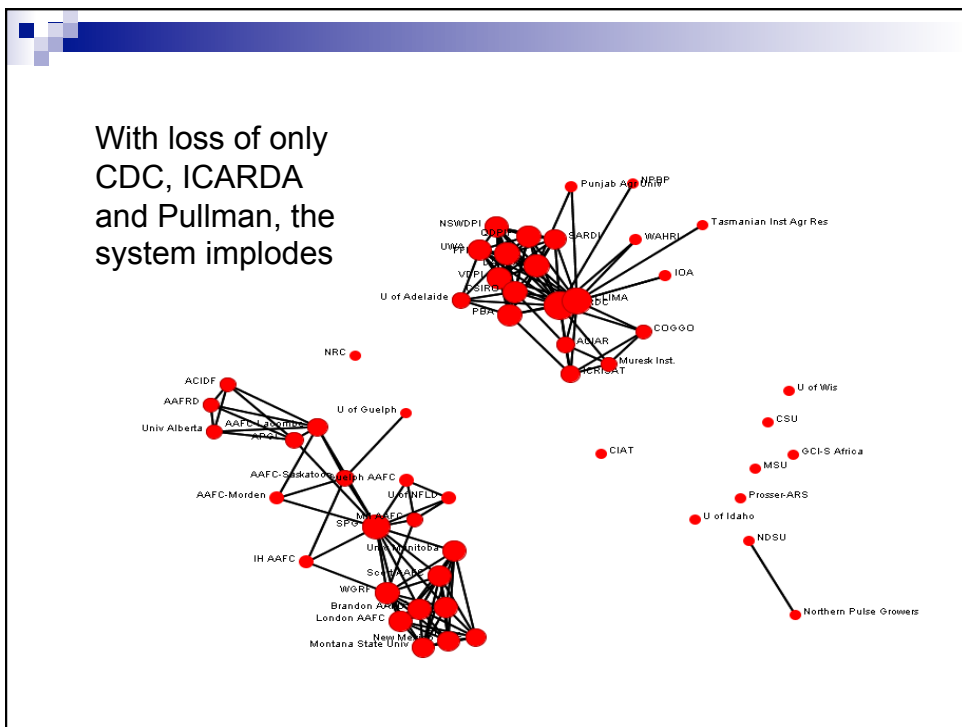 With loss of only
CDC, ICARDA
and Pullman, the
system implodes
Punjab Agr Univ
NPBP
Tasmanian Inst Agr Res
NSWDPI
SARDI
WAHRI
UWA
VDPI
IOA
CSIRO
U of Adelaide
CLIMA
PBA
COGGO
ACIAR
NRC
Muresk Inst.
ICRISAT
ACIDF
U of Wis
AAFRD
U of Guelph
CSU
Univ Alberta
AAFC-Lacombe
CIAT
GCI-S Africa
MSU
AAFC-Saskatoon
Guelph AAFC
AAFC-Morden
U of NFLD
Prosser-ARS
SPG
U of Idaho
NDSU
Univ Manitoba
IH AAFC
Scott AAFC
WGRF
Brandon
London AAFC
Northern Pulse Growers
Montana State Univ